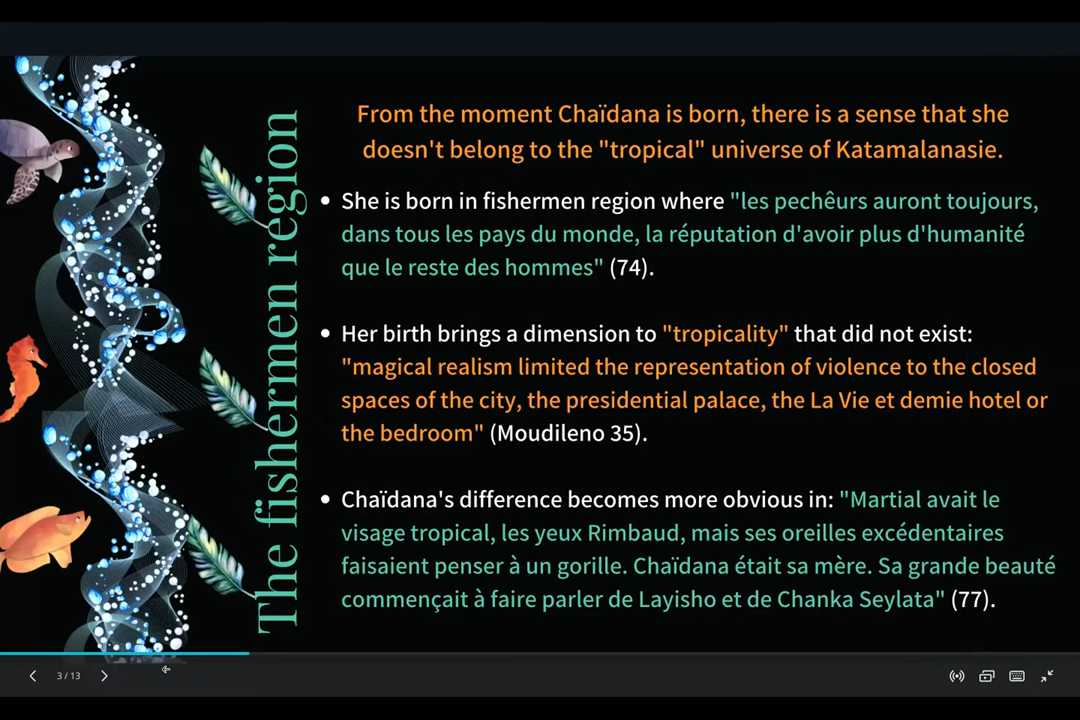 The fishermen region
From the moment Chaïdana is born, there is a sense that she
doesn't belong to the "tropical" universe of Katamalanasie.
• She is born in fishermen region where "les pechêurs auront toujours,
dans tous les pays du monde, la réputation d'avoir plus d'humanité
que le reste des hommes" (74).
• Her birth brings a dimension to "tropicality" that did not exist:
"magical realism limited the representation of violence to the closed
spaces of the city, the presidential palace, the La Vie et demie hotel or
the bedroom" (Moudileno 35).
• Chaïdana's difference becomes more obvious in: "Martial avait le
visage tropical, les yeux Rimbaud, mais ses oreilles excédentaires
faisaient penser à un gorille. Chaïdana était sa mère. Sa grande beauté
commençait à faire parler de Layisho et de Chanka Seylata" (77).
3 / 13